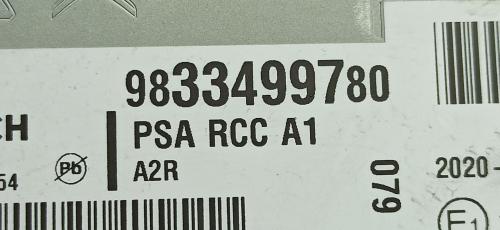 9833499780
CH
PSA RCC A1
A2R
54
Pb
079
2020-
E1